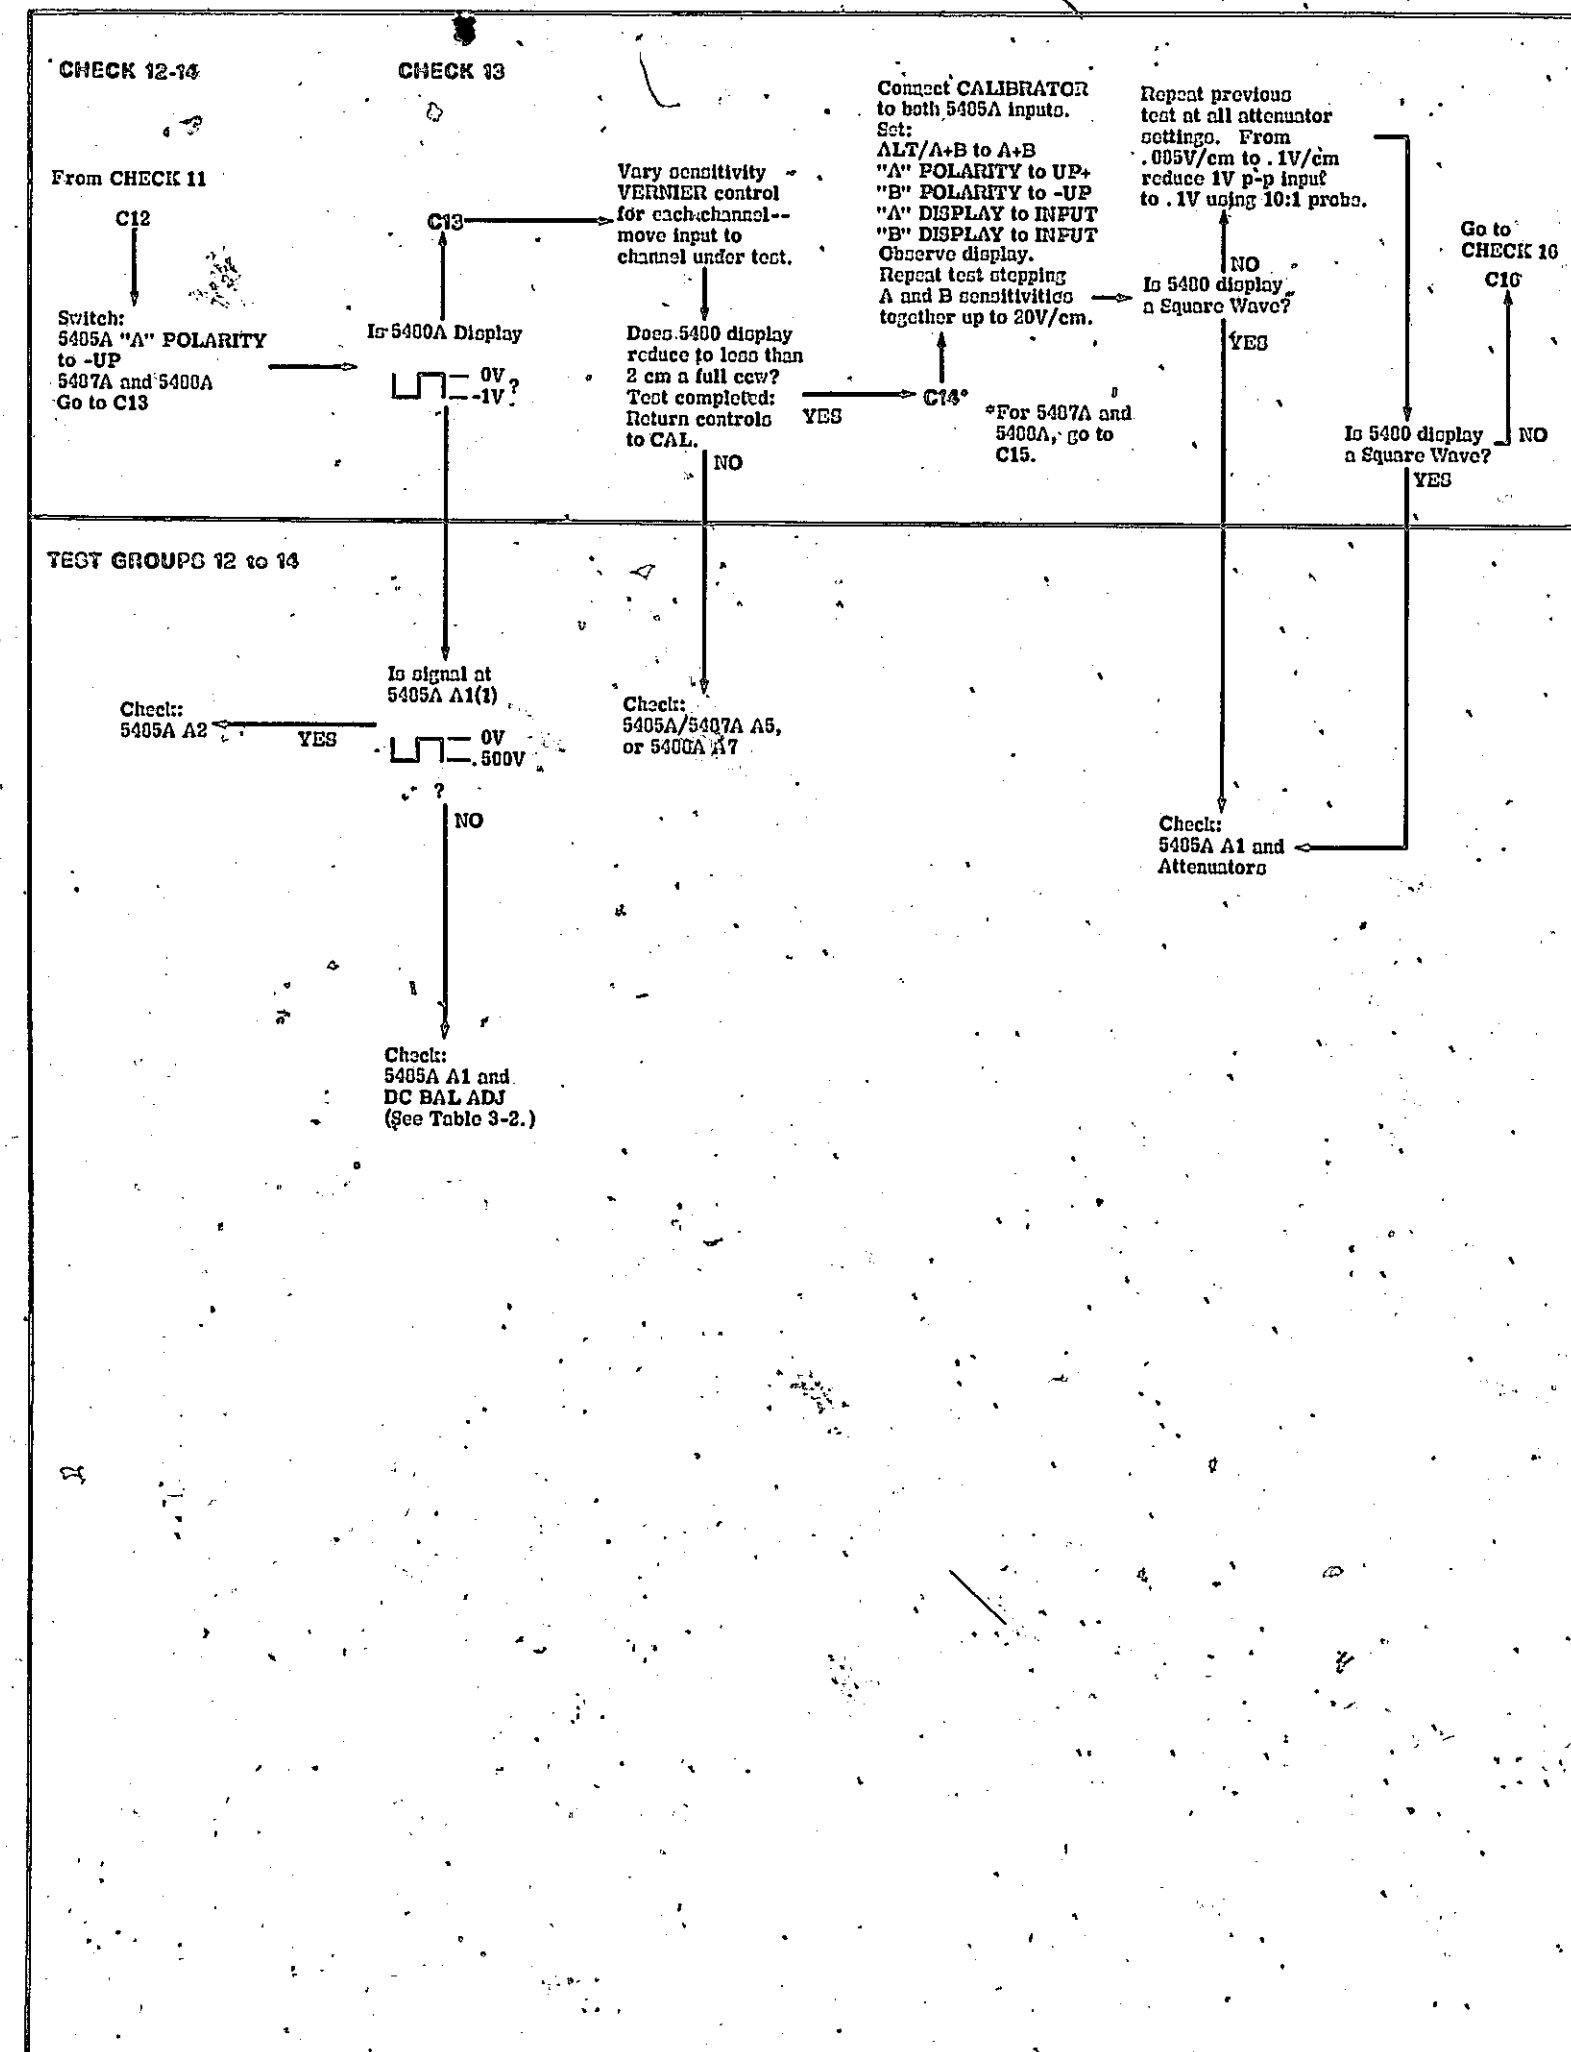 CHECK 12-14
CHECK 13
From CHECK 11
C12
Switch:
5405A "A" POLARITY
to -UP
5407A and 5408A
Go to C13
C13
Is 5400A Display
0V
-1V
?
Vary sensitivity
VERNIER control
for each channel--
move input to
channel under test.
Does 5400 display
reduce to less than
2 cm a full ccw?
Test completed:
Return controls
to CAL.
YES
NO
Connect CALIBRATOR
to both 5405A inputs.
Set:
ALT/A+B to A+B
"A" POLARITY to UP+
"B" POLARITY to -UP
"A" DISPLAY to INPUT
"B" DISPLAY to INPUT
Observe display.
Repeat test stepping
A and B sensitivities
together up to 20V/cm.
C14*
*For 5407A and
5408A, go to
C15.
Repeat previous
test at all attenuator
settings. From
.005V/cm to .1V/cm
reduce 1V p-p input
to .1V using 10:1 probe.
NO
Is 5400 display
a Square Wave?
YES
Go to
CHECK 16
C16
Is 5400 display
a Square Wave?
NO
YES
TEST GROUPS 12 to 14
Is signal at
5405A A1(1)
0V
.500V
?
YES
Check:
5405A A2
NO
Check:
5405A A1 and
DC BAL ADJ
(See Table 3-2.)
Check:
5405A/5407A A5,
or 5408A A7
Check:
5405A A1 and
Attenuators